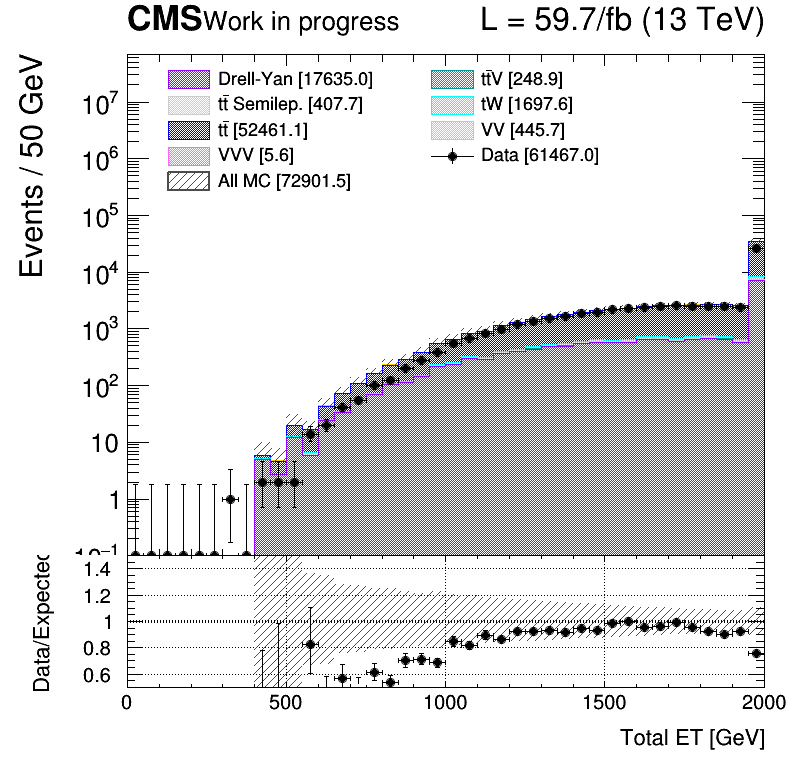 CMS Work in progress L = 59.7/fb (13 TeV)
Events / 50 GeV
Drell-Yan [17635.0]
tt̄ Semilep. [407.7]
tt̄ [52461.1]
VVV [5.6]
All MC [72901.5]
tt̄V [248.9]
tW [1697.6]
VV [445.7]
Data [61467.0]
10⁷
10⁶
10⁵
10⁴
10³
10²
10
1
10⁻¹
Data/Expected
1.4
1.2
1
0.8
0.6
0 500 1000 1500 2000
Total ET [GeV]